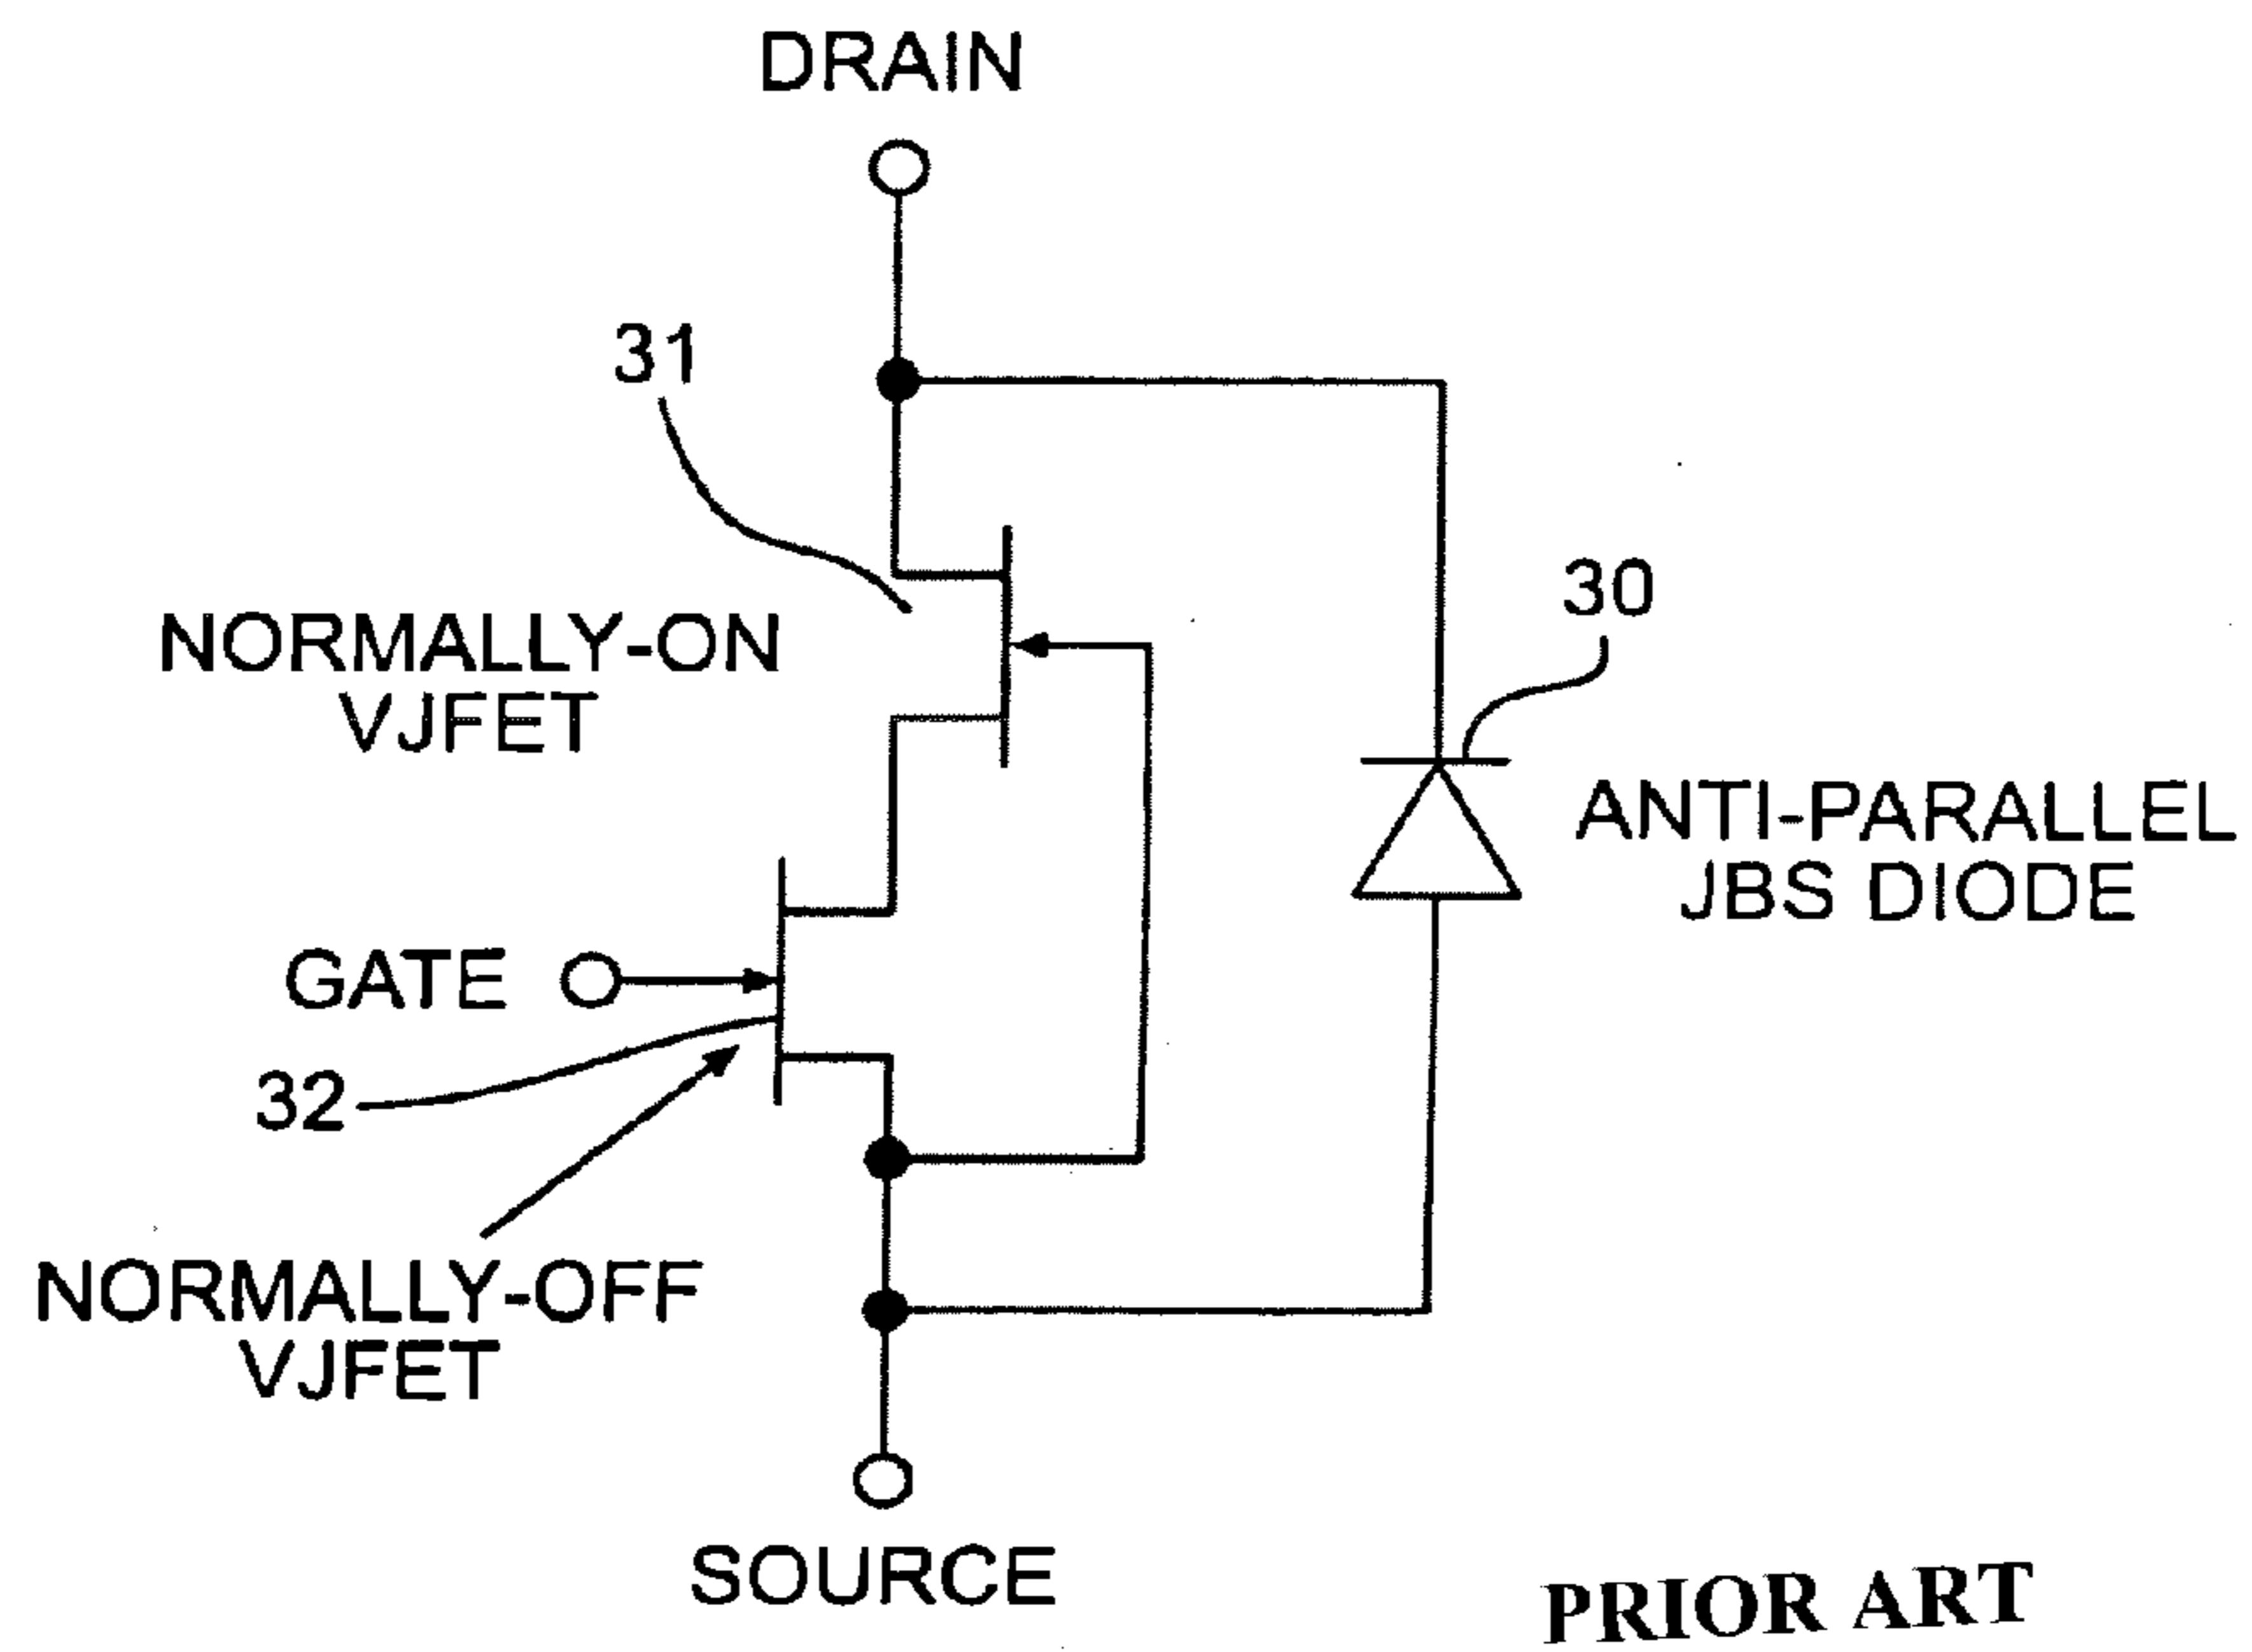 DRAIN
31
30
NORMALLY-ON
VJFET
ANTI-PARALLEL
JBS DIODE
GATE
32
NORMALLY-OFF
VJFET
SOURCE
PRIOR ART